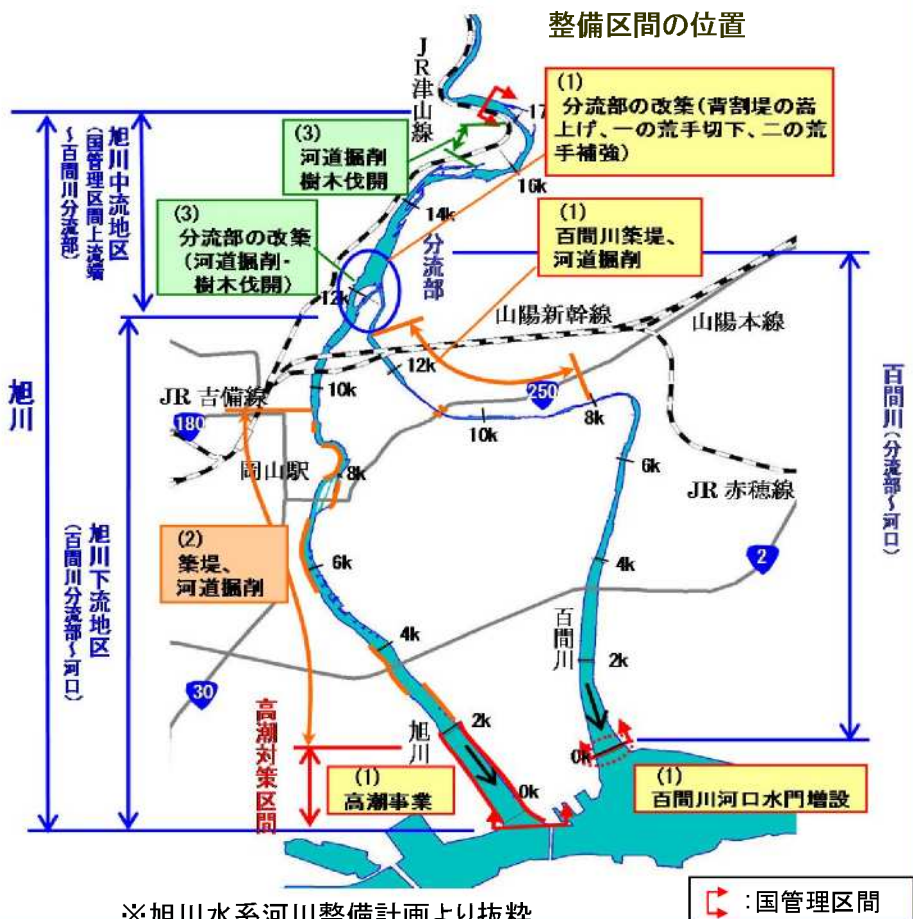 整備区間の位置
JR津山線
(1)
分流部の改築(背割堤の嵩
上げ、一の荒手切下、二の荒
手補強)
17
(3)
河道掘削
樹木伐開
16k
14k
(3)
分流部の改築
(河道掘削・
樹木伐開)
分流部
(1)
百間川築堤、
河道掘削
12k
山陽新幹線
山陽本線
旭川中流地区
(国管理区間上流端
~百間川分流部)
12k
旭川
10k
JR 吉備線
250
180
10k
8k
百間川(分流部~河口)
岡山駅
8k
6k
JR 赤穂線
旭川下流地区
(百間川分流部~河口)
(2)
築堤、
河道掘削
6k
4k
2
百間川
4k
2k
30
高潮対策区間
旭川
2k
0k
(1)
高潮事業
0k
(1)
百間川河口水門増設
※旭川水系河川整備計画より抜粋
:国管理区間